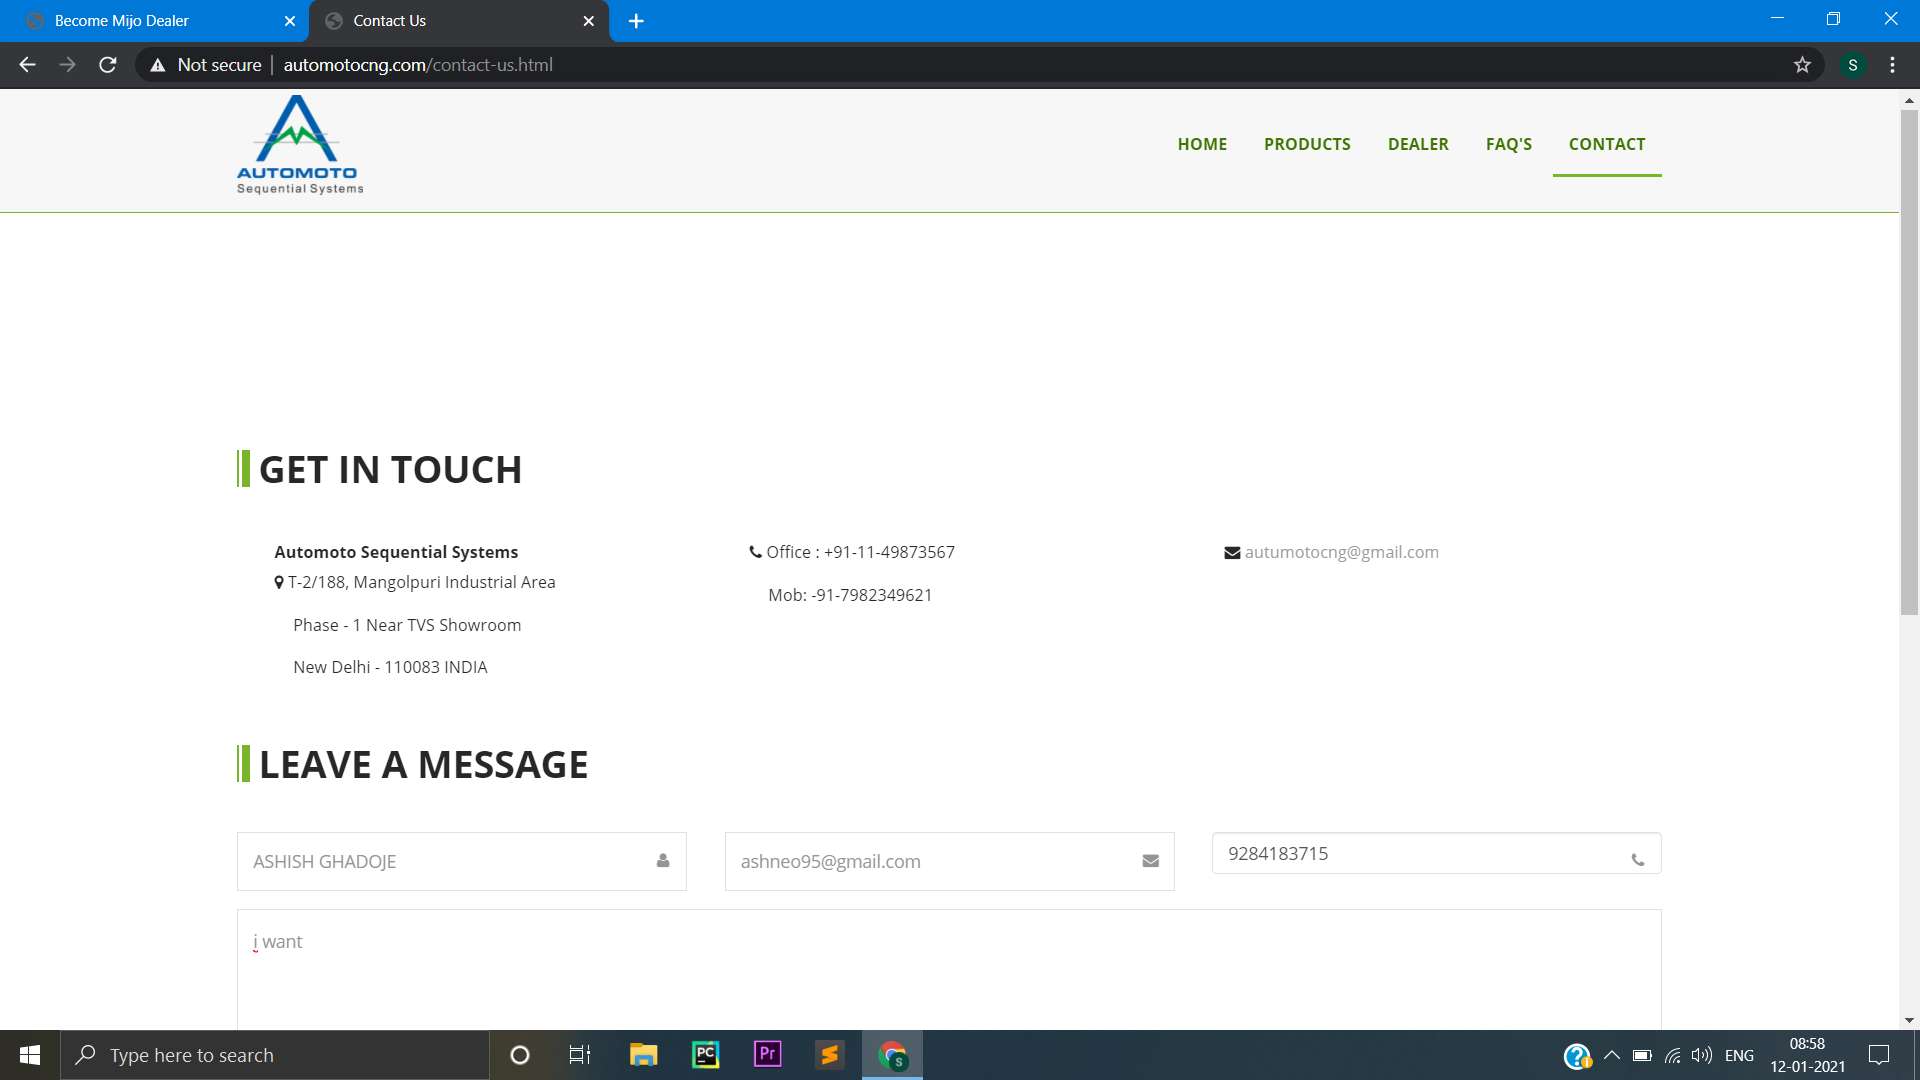 Become Mijo Dealer
Contact Us
Not secure
automotocng.com/contact-us.html
S
AUTOMOTO
Sequential Systems
HOME
PRODUCTS
DEALER
FAQ'S
CONTACT
GET IN TOUCH
Automoto Sequential Systems
T-2/188, Mangolpuri Industrial Area
Phase - 1 Near TVS Showroom
New Delhi - 110083 INDIA
Office : +91-11-49873567
Mob: -91-7982349621
autumotocng@gmail.com
LEAVE A MESSAGE
ASHISH GHADOJE
ashneo95@gmail.com
9284183715
i want
Type here to search
PC
Pr
S
ENG
08:58
12-01-2021